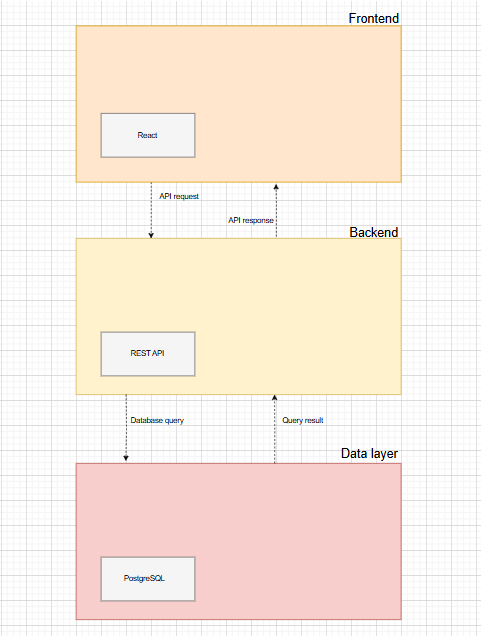 Frontend
React
API request
API response
Backend
REST API
Database query
Query result
Data layer
PostgreSQL